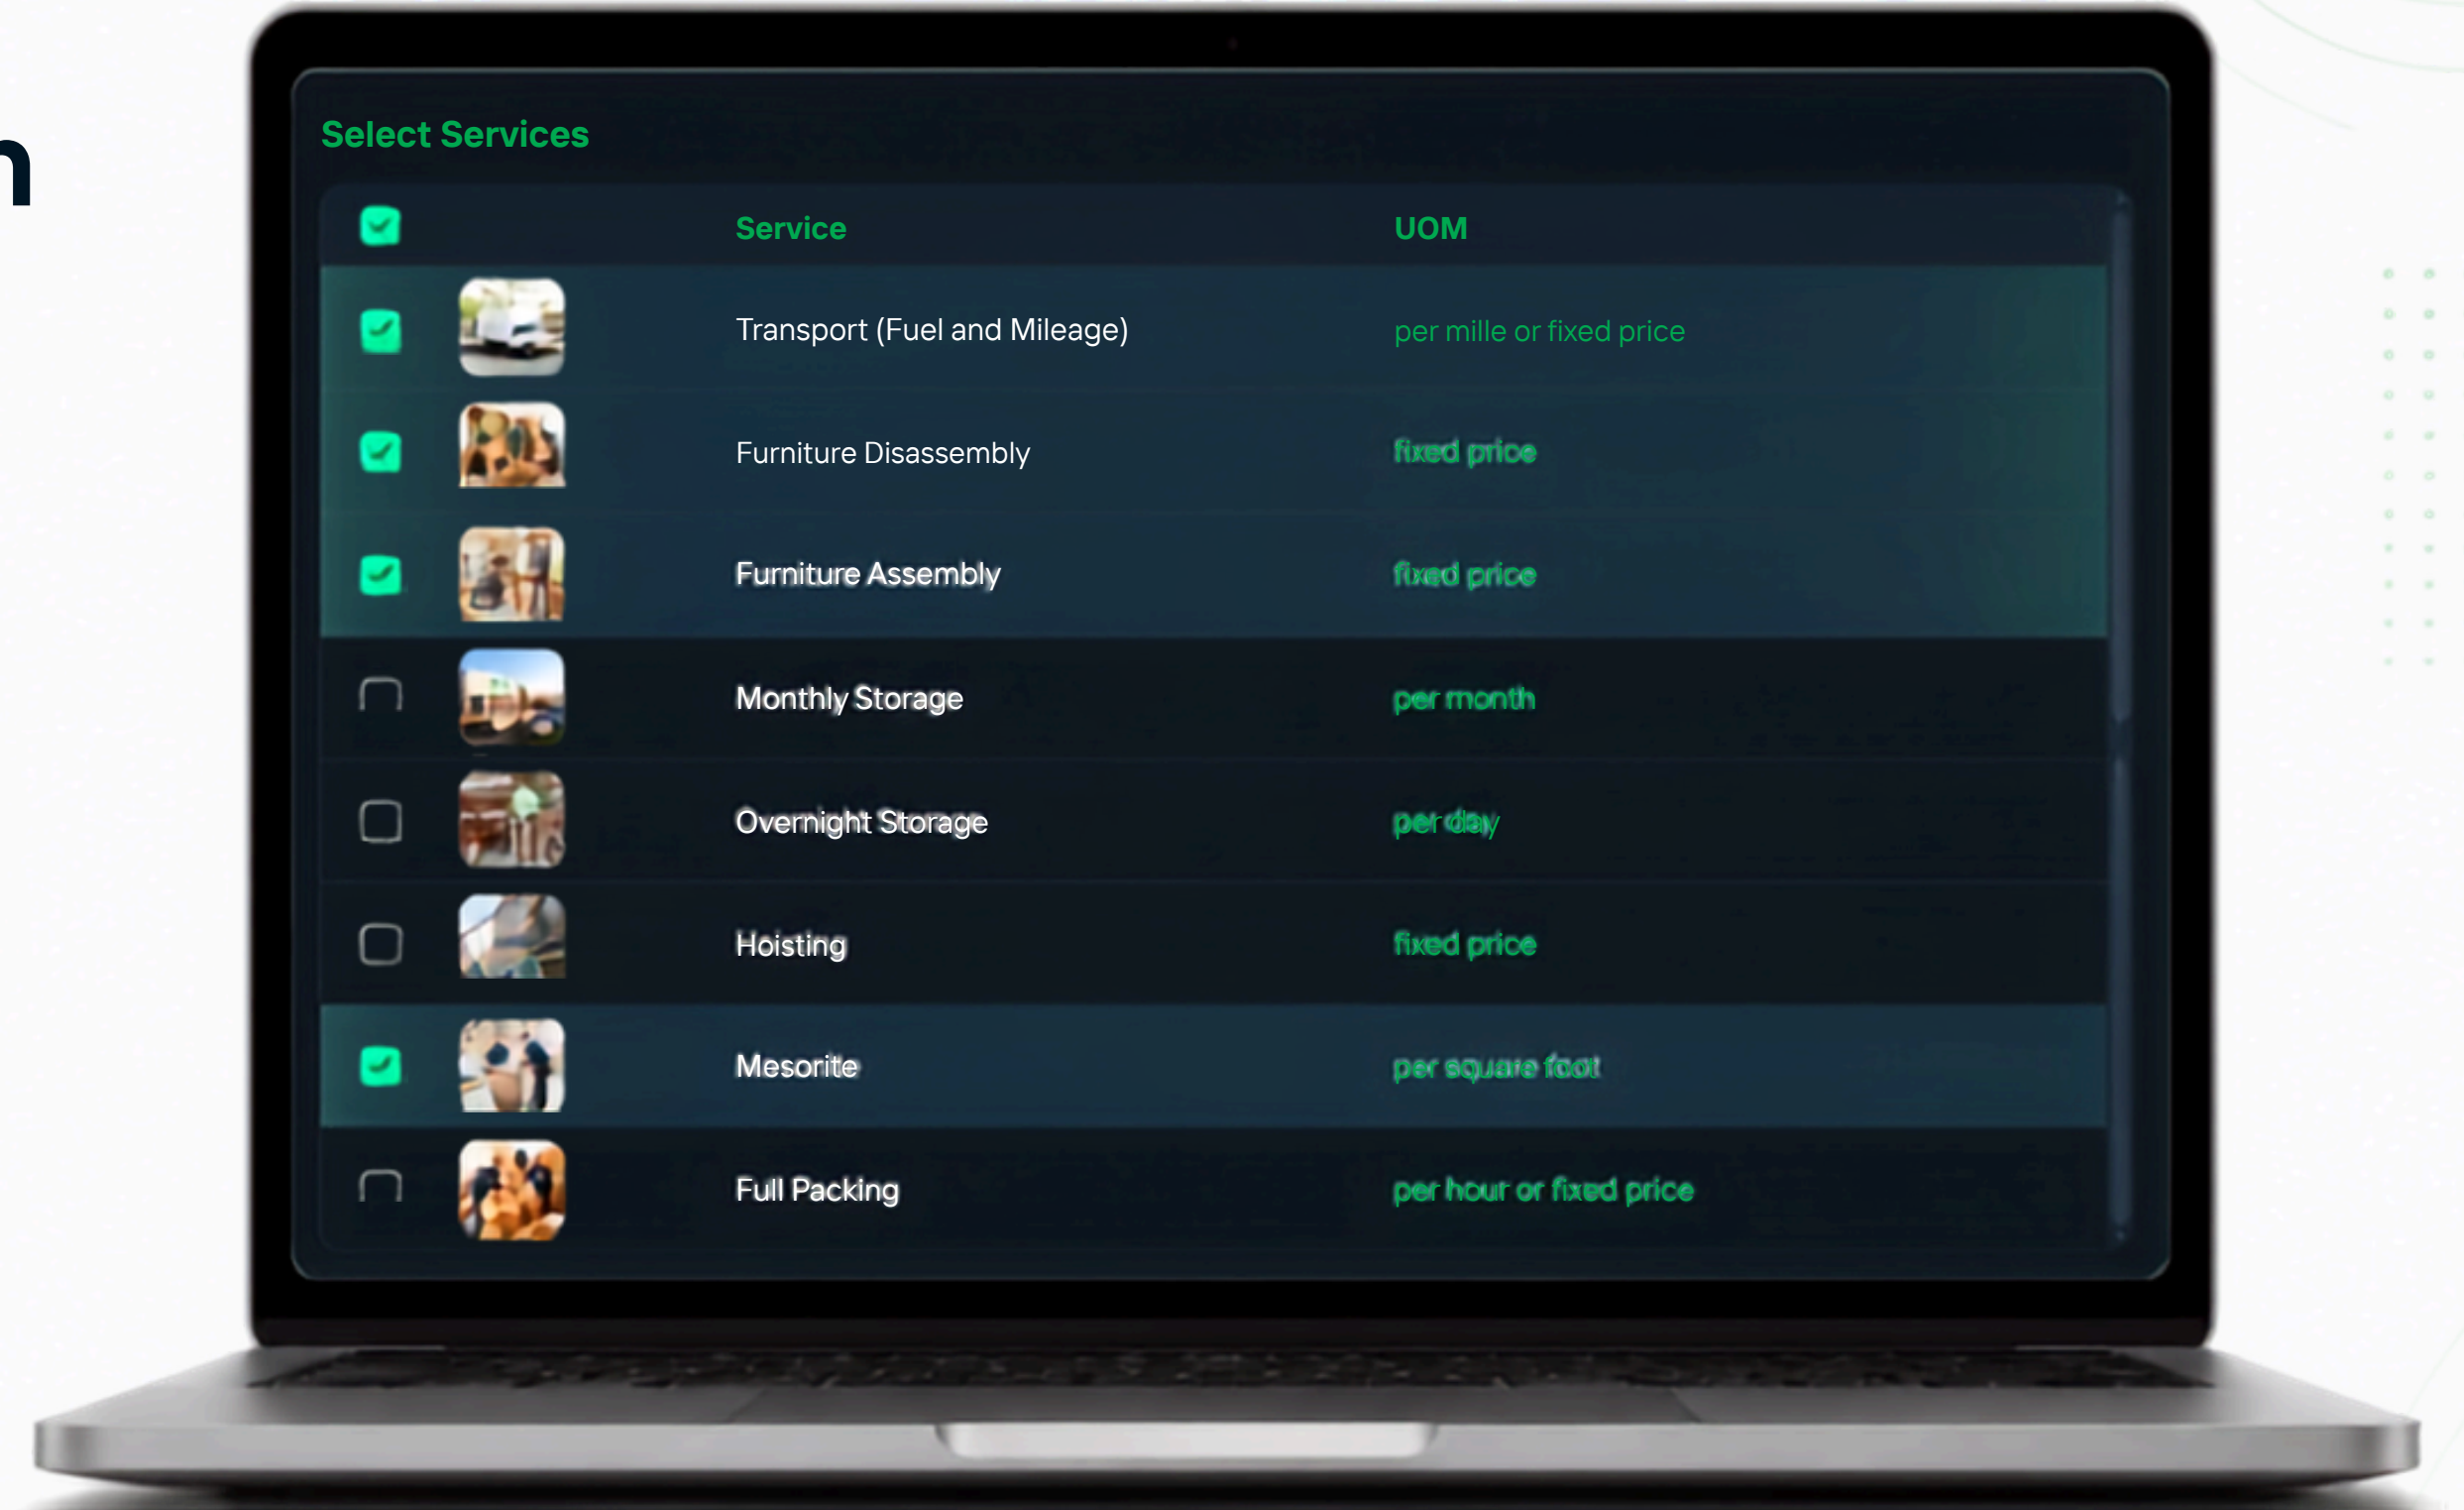 n
Select Services
Service UOM
Transport (Fuel and Mileage) per mille or fixed price
Furniture Disassembly fixed price
Furniture Assembly fixed price
Monthly Storage per month
Overnight Storage per day
Hoisting fixed price
Mesorite per square foot
Full Packing per hour or fixed price